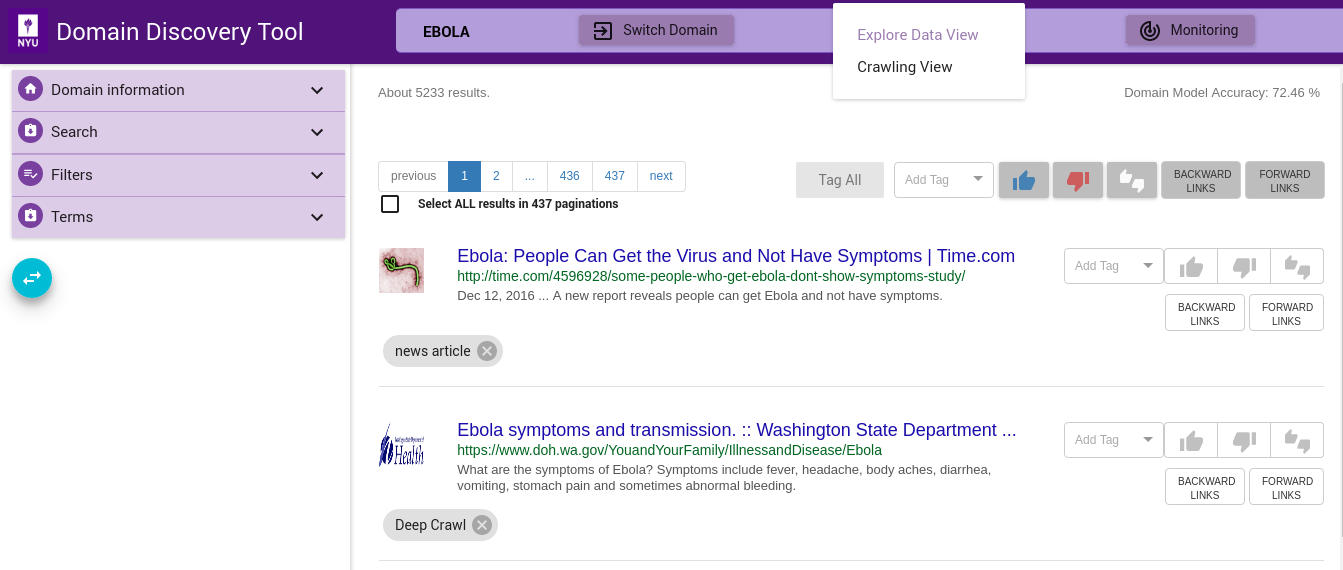 NYU
Domain Discovery Tool
EBOLA
Switch Domain
Explore Data View
Crawling View
Monitoring
Domain information
Search
Filters
Terms
About 5233 results.
Domain Model Accuracy: 72.46 %
previous 1 2 ... 436 437 next
Tag All
Add Tag
BACKWARD
LINKS
FORWARD
LINKS
Select ALL results in 437 paginations
Ebola: People Can Get the Virus and Not Have Symptoms | Time.com
http://time.com/4596928/some-people-who-get-ebola-dont-show-symptoms-study/
Dec 12, 2016 ... A new report reveals people can get Ebola and not have symptoms.
Add Tag
BACKWARD
LINKS
FORWARD
LINKS
news article
Health
Ebola symptoms and transmission. :: Washington State Department ...
https://www.doh.wa.gov/YouandYourFamily/IllnessandDisease/Ebola
What are the symptoms of Ebola? Symptoms include fever, headache, body aches, diarrhea,
vomiting, stomach pain and sometimes abnormal bleeding.
Add Tag
BACKWARD
LINKS
FORWARD
LINKS
Deep Crawl